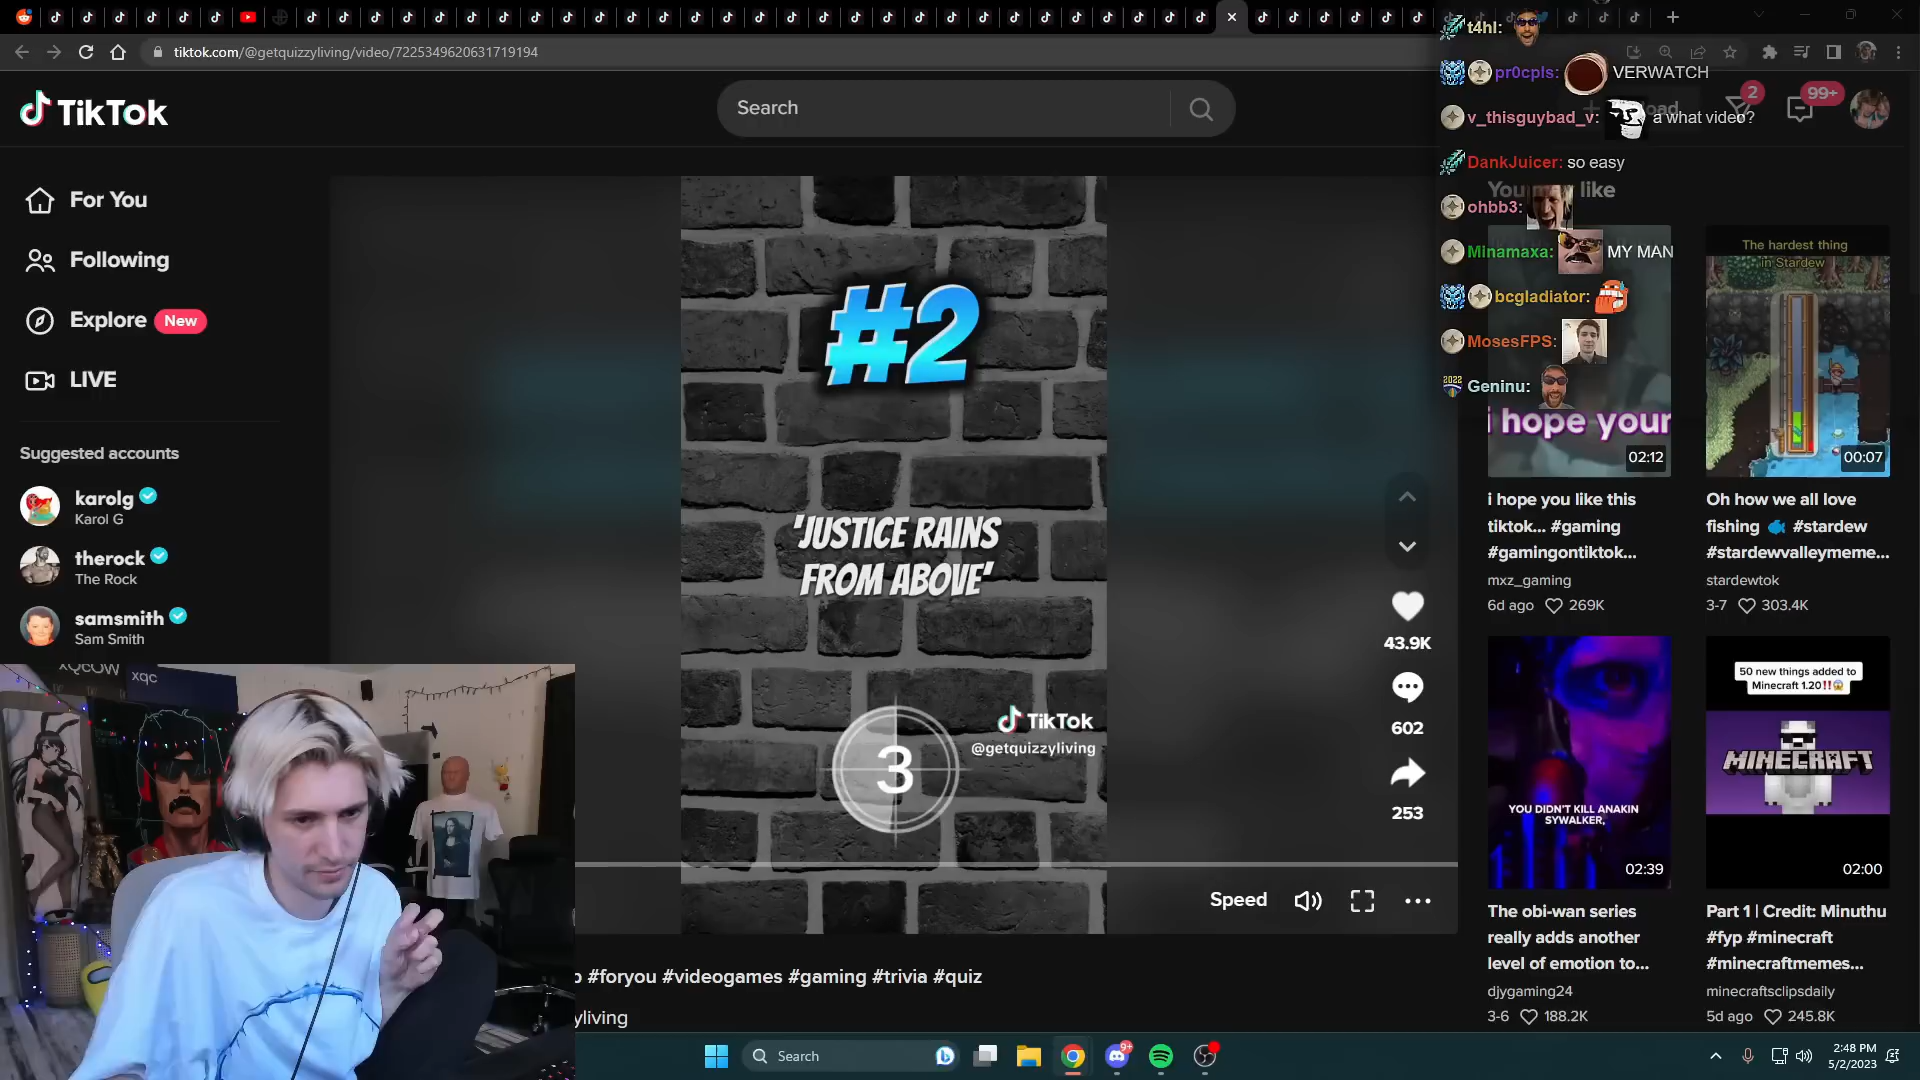 tiktok.com/@getquizzyliving/video/7225349620631719194
TikTok
Search
2
99+
For You
Following
Explore New
LIVE
Suggested accounts
karolg
Karol G
therock
The Rock
samsmith
Sam Smith
xQcOW
xqc
#2
'JUSTICE RAINS
FROM ABOVE'
3
TikTok
@getquizzyliving
43.9K
602
253
Speed
#foryou #videogames #gaming #trivia #quiz
yliving
t4hl:
pr0cpls: VERWATCH
v_thisguybad_v: a what video?
DankJuicer: so easy
ohbb3:
Minamaxa: MY MAN
bcgladiator:
MosesFPS:
Geninu:
like
i hope your
02:12
i hope you like this
tiktok... #gaming
#gamingontiktok...
mxz_gaming
6d ago 269K
The hardest thing
in Stardew
00:07
Oh how we all love
fishing #stardew
#stardewvalleymeme...
stardewtok
3-7 303.4K
YOU DIDN'T KILL ANAKIN
SYWALKER,
02:39
The obi-wan series
really adds another
level of emotion to...
djygaming24
3-6 188.2K
50 new things added to
Minecraft 1.20!!
MINECRAFT
02:00
Part 1 | Credit: Minuthu
#fyp #minecraft
#minecraftmemes...
minecraftsclipsdaily
5d ago 245.8K
Search
9+
2:48 PM
5/2/2023